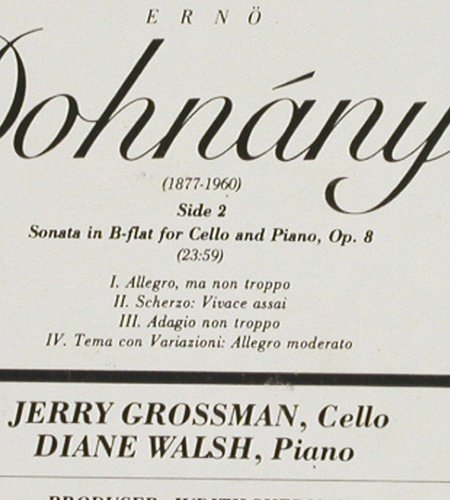 ERNÖ
Dohnány
(1877-1960)
Side 2
Sonata in B-flat for Cello and Piano, Op. 8
(23:59)
I. Allegro, ma non troppo
II. Scherzo: Vivace assai
III. Adagio non troppo
IV. Tema con Variazioni: Allegro moderato
JERRY GROSSMAN, Cello
DIANE WALSH, Piano